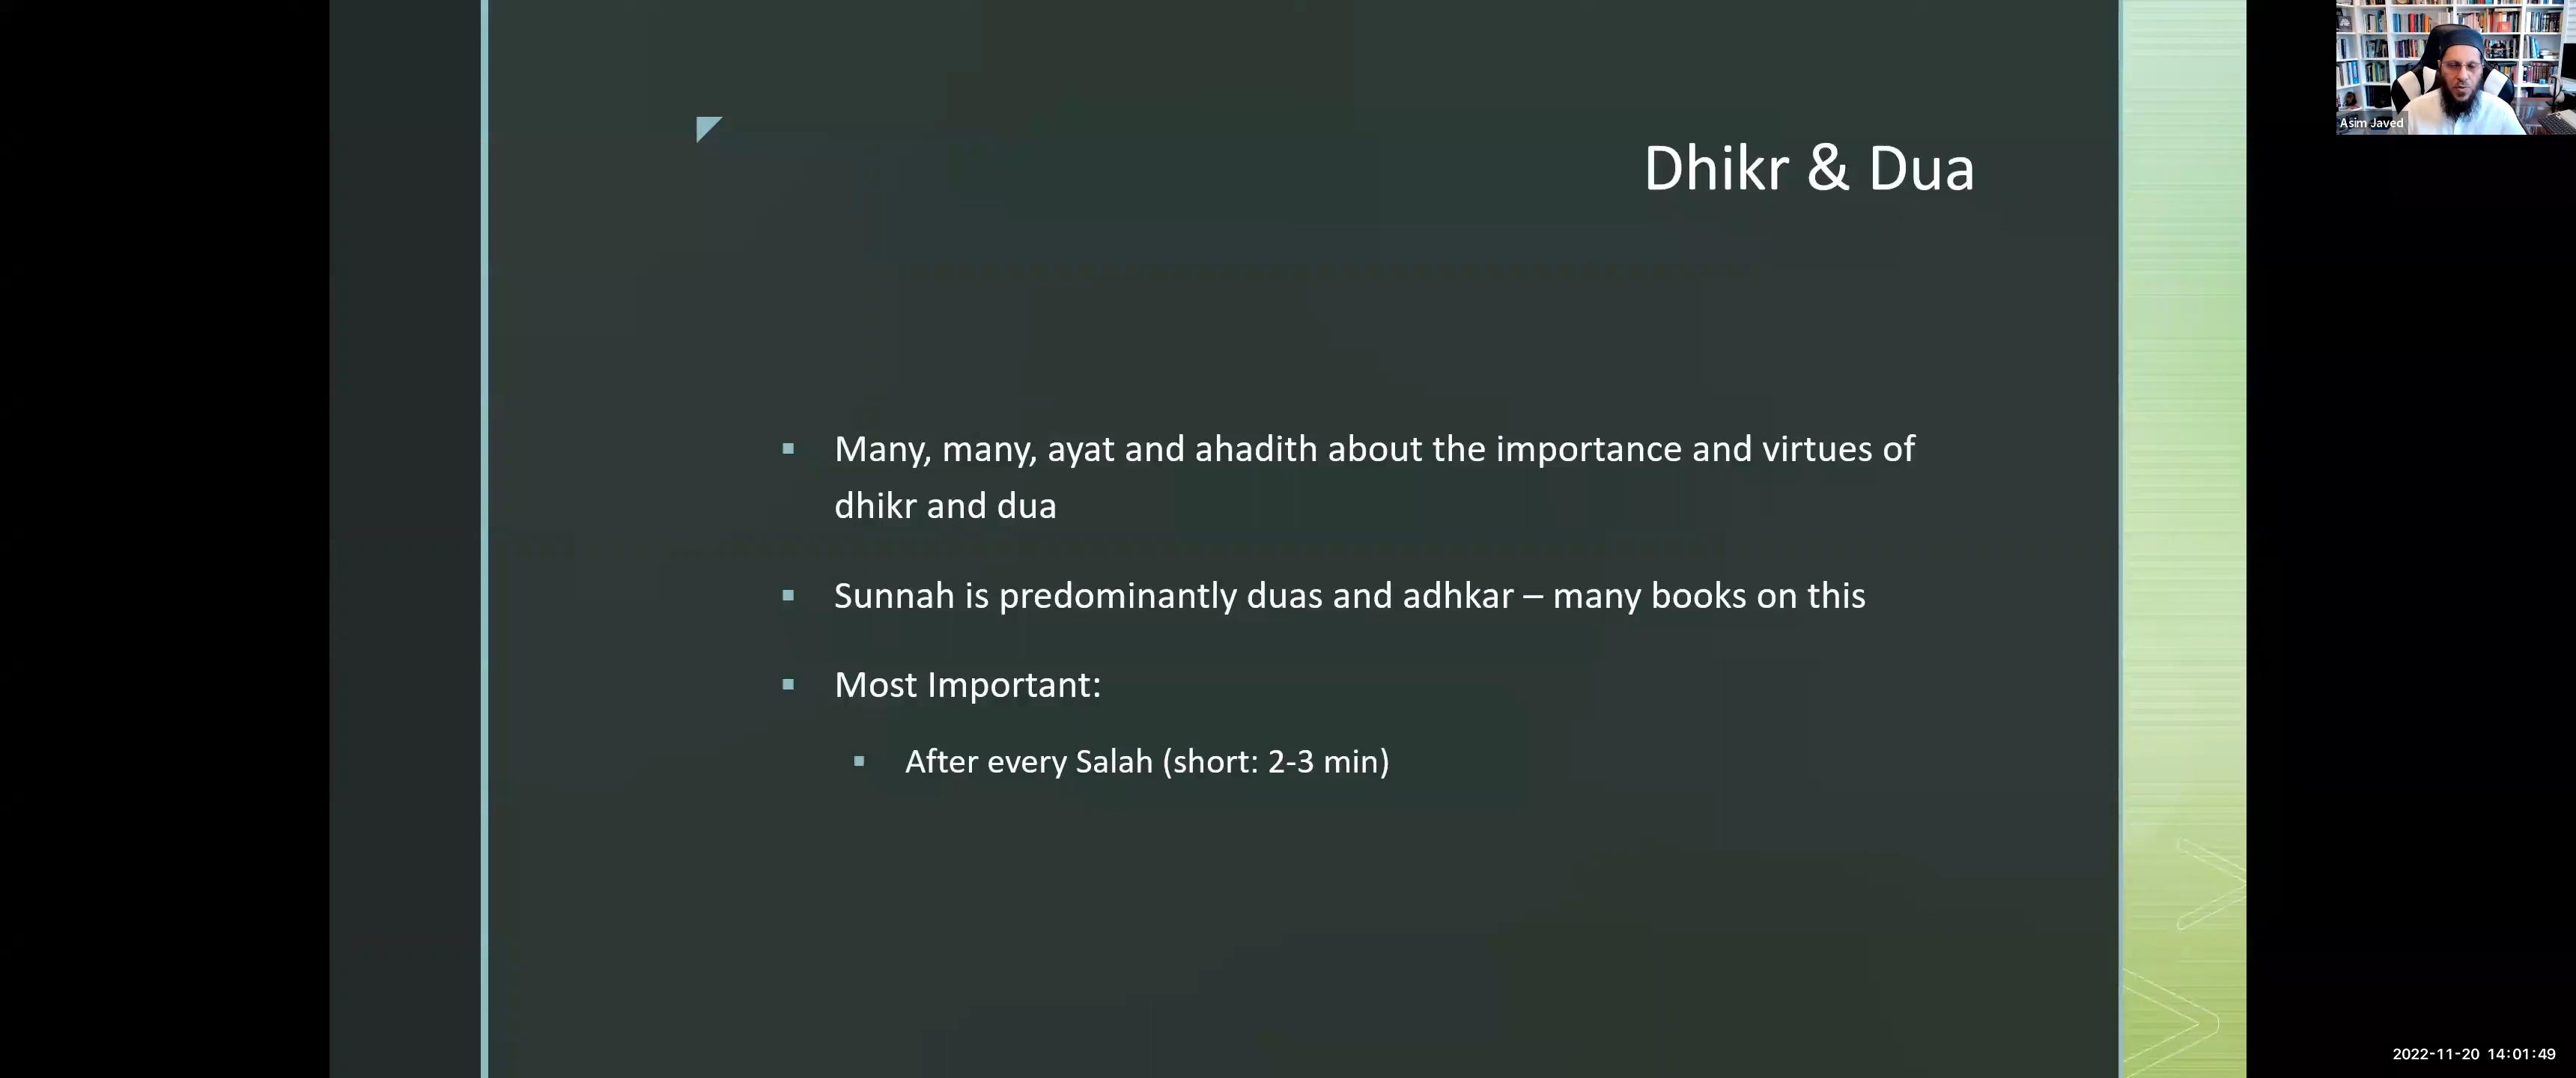 Dhikr & Dua
▪ Many, many, ayat and ahadith about the importance and virtues of
dhikr and dua
▪ Sunnah is predominantly duas and adhkar – many books on this
▪ Most Important:
▪ After every Salah (short: 2-3 min)
Asim Javed
2022-11-20 14:01:49